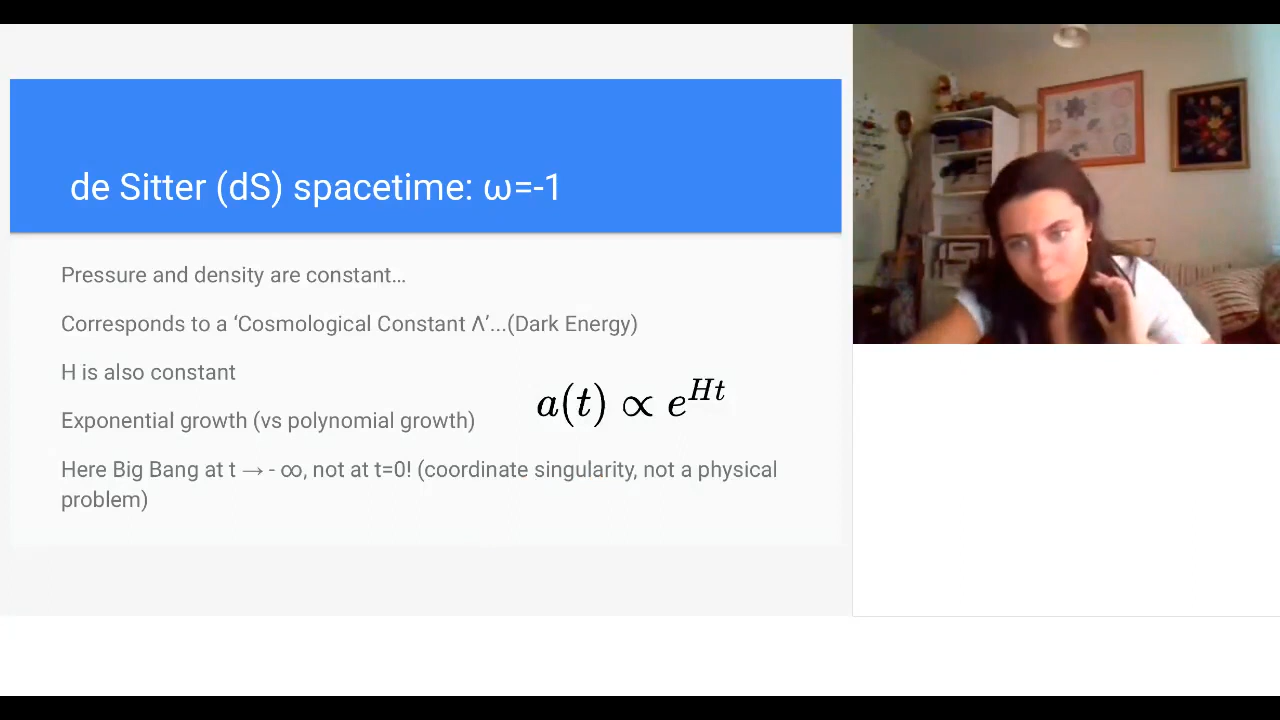 de Sitter (dS) spacetime: ω=-1
Pressure and density are constant...
Corresponds to a ‘Cosmological Constant Λ’...(Dark Energy)
H is also constant
a(t) ∝ e^{Ht}
Exponential growth (vs polynomial growth)
Here Big Bang at t → - ∞, not at t=0! (coordinate singularity, not a physical
problem)